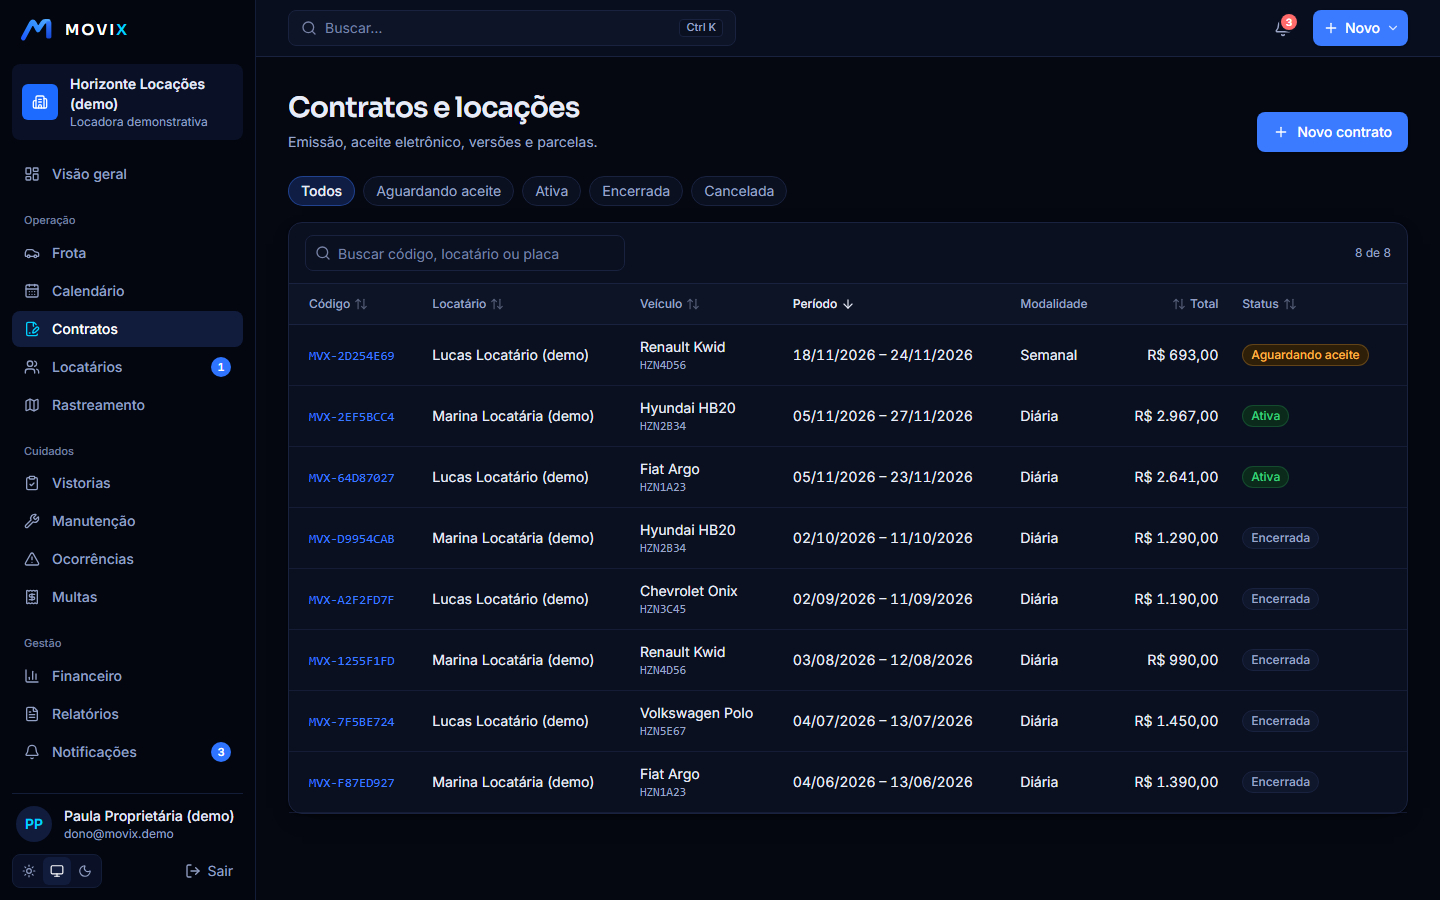 MOVIX
Horizonte Locações
(demo)
Locadora demonstrativa
Visão geral
Operação
Frota
Calendário
Contratos
Locatários 1
Rastreamento
Cuidados
Vistorias
Manutenção
Ocorrências
Multas
Gestão
Financeiro
Relatórios
Notificações 3
PP
Paula Proprietária (demo)
dono@movix.demo
Sair
Buscar... Ctrl K
3
Novo
Contratos e locações
Emissão, aceite eletrônico, versões e parcelas.
Novo contrato
Todos Aguardando aceite Ativa Encerrada Cancelada
Buscar código, locatário ou placa
8 de 8
Código Locatário Veículo Período Modalidade Total Status
MVX-2D254E69 Lucas Locatário (demo) Renault Kwid 18/11/2026 – 24/11/2026 Semanal R$ 693,00 Aguardando aceite
HZN4D56
MVX-2EF5BCC4 Marina Locatária (demo) Hyundai HB20 05/11/2026 – 27/11/2026 Diária R$ 2.967,00 Ativa
HZN2B34
MVX-64D87027 Lucas Locatário (demo) Fiat Argo 05/11/2026 – 23/11/2026 Diária R$ 2.641,00 Ativa
HZN1A23
MVX-D9954CAB Marina Locatária (demo) Hyundai HB20 02/10/2026 – 11/10/2026 Diária R$ 1.290,00 Encerrada
HZN2B34
MVX-A2F2FD7F Lucas Locatário (demo) Chevrolet Onix 02/09/2026 – 11/09/2026 Diária R$ 1.190,00 Encerrada
HZN3C45
MVX-1255F1FD Marina Locatária (demo) Renault Kwid 03/08/2026 – 12/08/2026 Diária R$ 990,00 Encerrada
HZN4D56
MVX-7F5BE724 Lucas Locatário (demo) Volkswagen Polo 04/07/2026 – 13/07/2026 Diária R$ 1.450,00 Encerrada
HZN5E67
MVX-F87ED927 Marina Locatária (demo) Fiat Argo 04/06/2026 – 13/06/2026 Diária R$ 1.390,00 Encerrada
HZN1A23